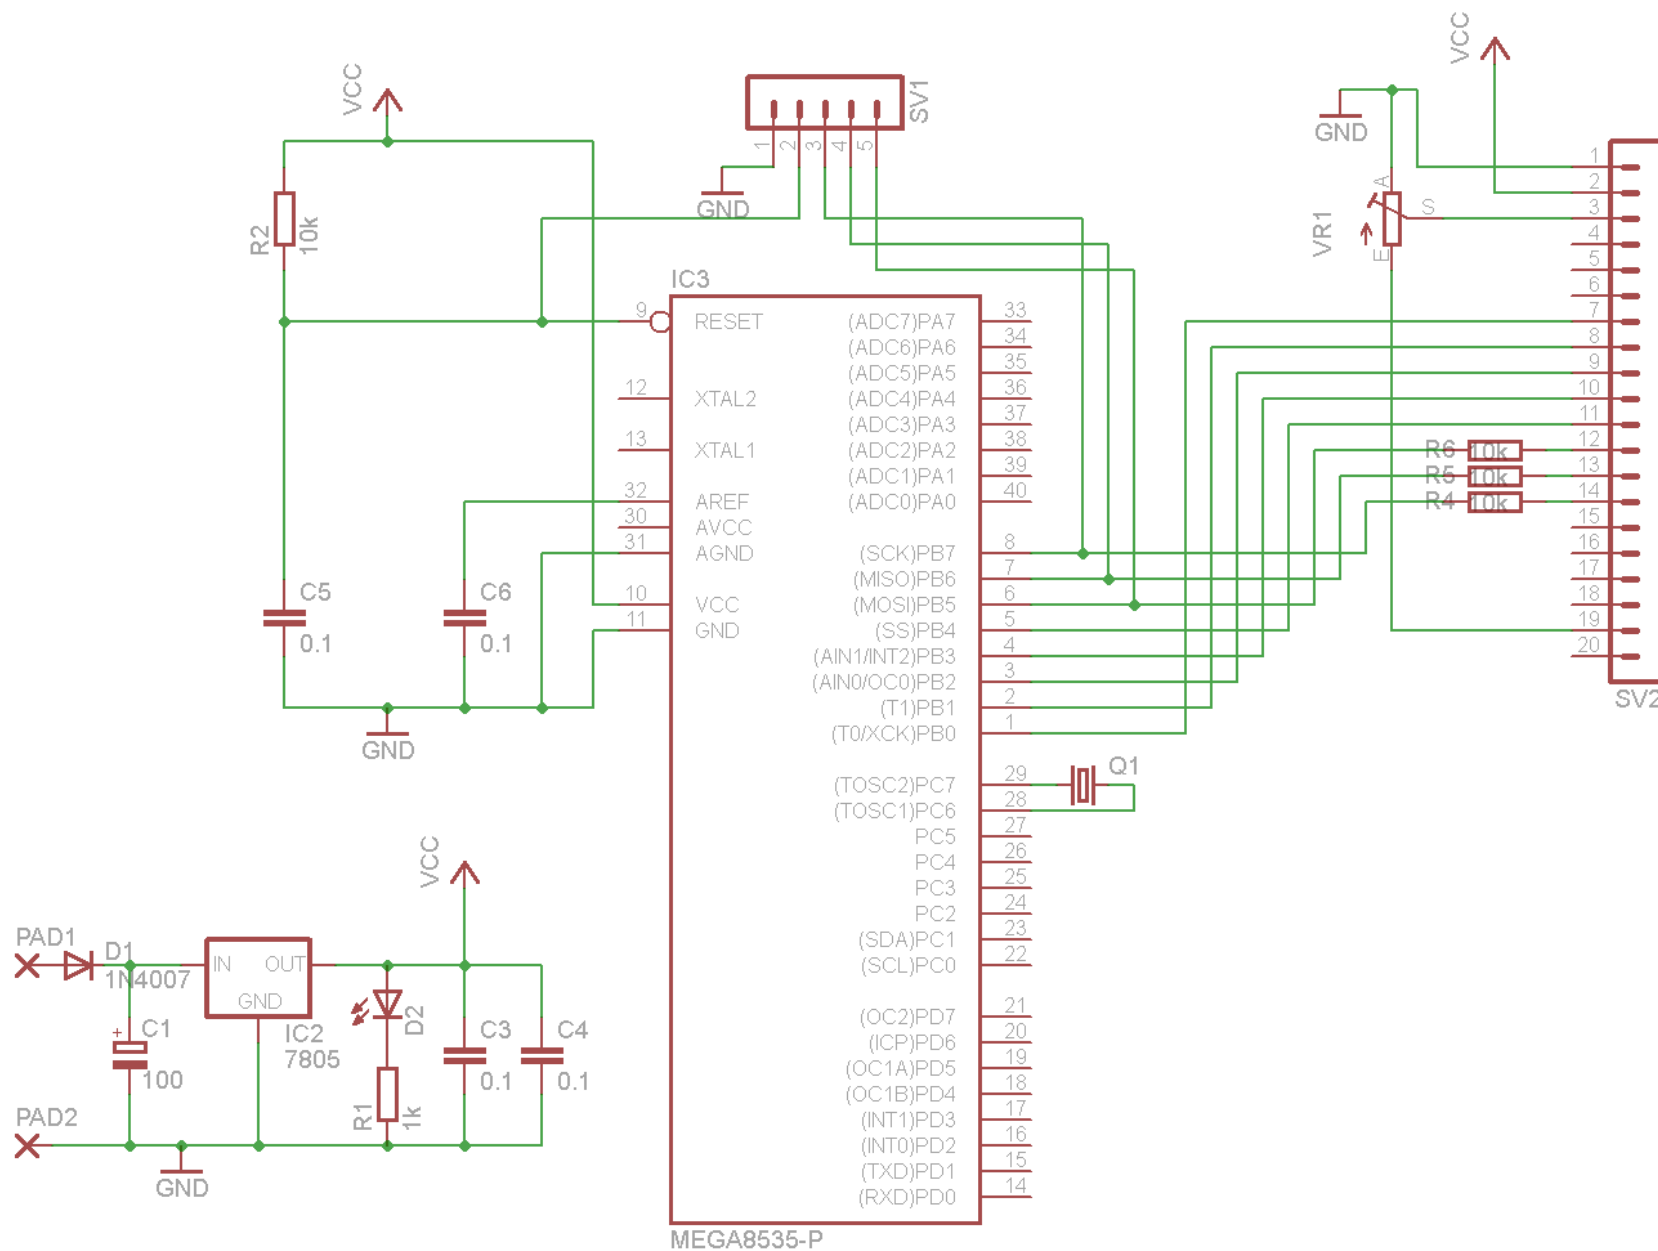 VCC
R2
10k
C5
0.1
C6
0.1
GND
SV1
1
2
3
4
5
GND
IC3
9
RESET
12
XTAL2
13
XTAL1
32
AREF
30
AVCC
31
AGND
10
VCC
11
GND
(ADC7)PA7
33
(ADC6)PA6
34
(ADC5)PA5
35
(ADC4)PA4
36
(ADC3)PA3
37
(ADC2)PA2
38
(ADC1)PA1
39
(ADC0)PA0
40
(SCK)PB7
8
(MISO)PB6
7
(MOSI)PB5
6
(SS)PB4
5
(AIN1/INT2)PB3
4
(AIN0/OC0)PB2
3
(T1)PB1
2
(T0/XCK)PB0
1
(TOSC2)PC7
29
(TOSC1)PC6
28
PC5
27
PC4
26
PC3
25
PC2
24
(SDA)PC1
23
(SCL)PC0
22
(OC2)PD7
21
(ICP)PD6
20
(OC1A)PD5
19
(OC1B)PD4
18
(INT1)PD3
17
(INT0)PD2
16
(TXD)PD1
15
(RXD)PD0
14
MEGA8535-P
Q1
VCC
GND
VR1
A
S
E
1
2
3
4
5
6
7
8
9
10
11
12
13
14
15
16
17
18
19
20
R6 10k
R5 10k
R4 10k
SV2
VCC
PAD1
D1
1N4007
IN
OUT
GND
IC2
7805
+
C1
100
D2
R1
1k
C3
0.1
C4
0.1
PAD2
GND